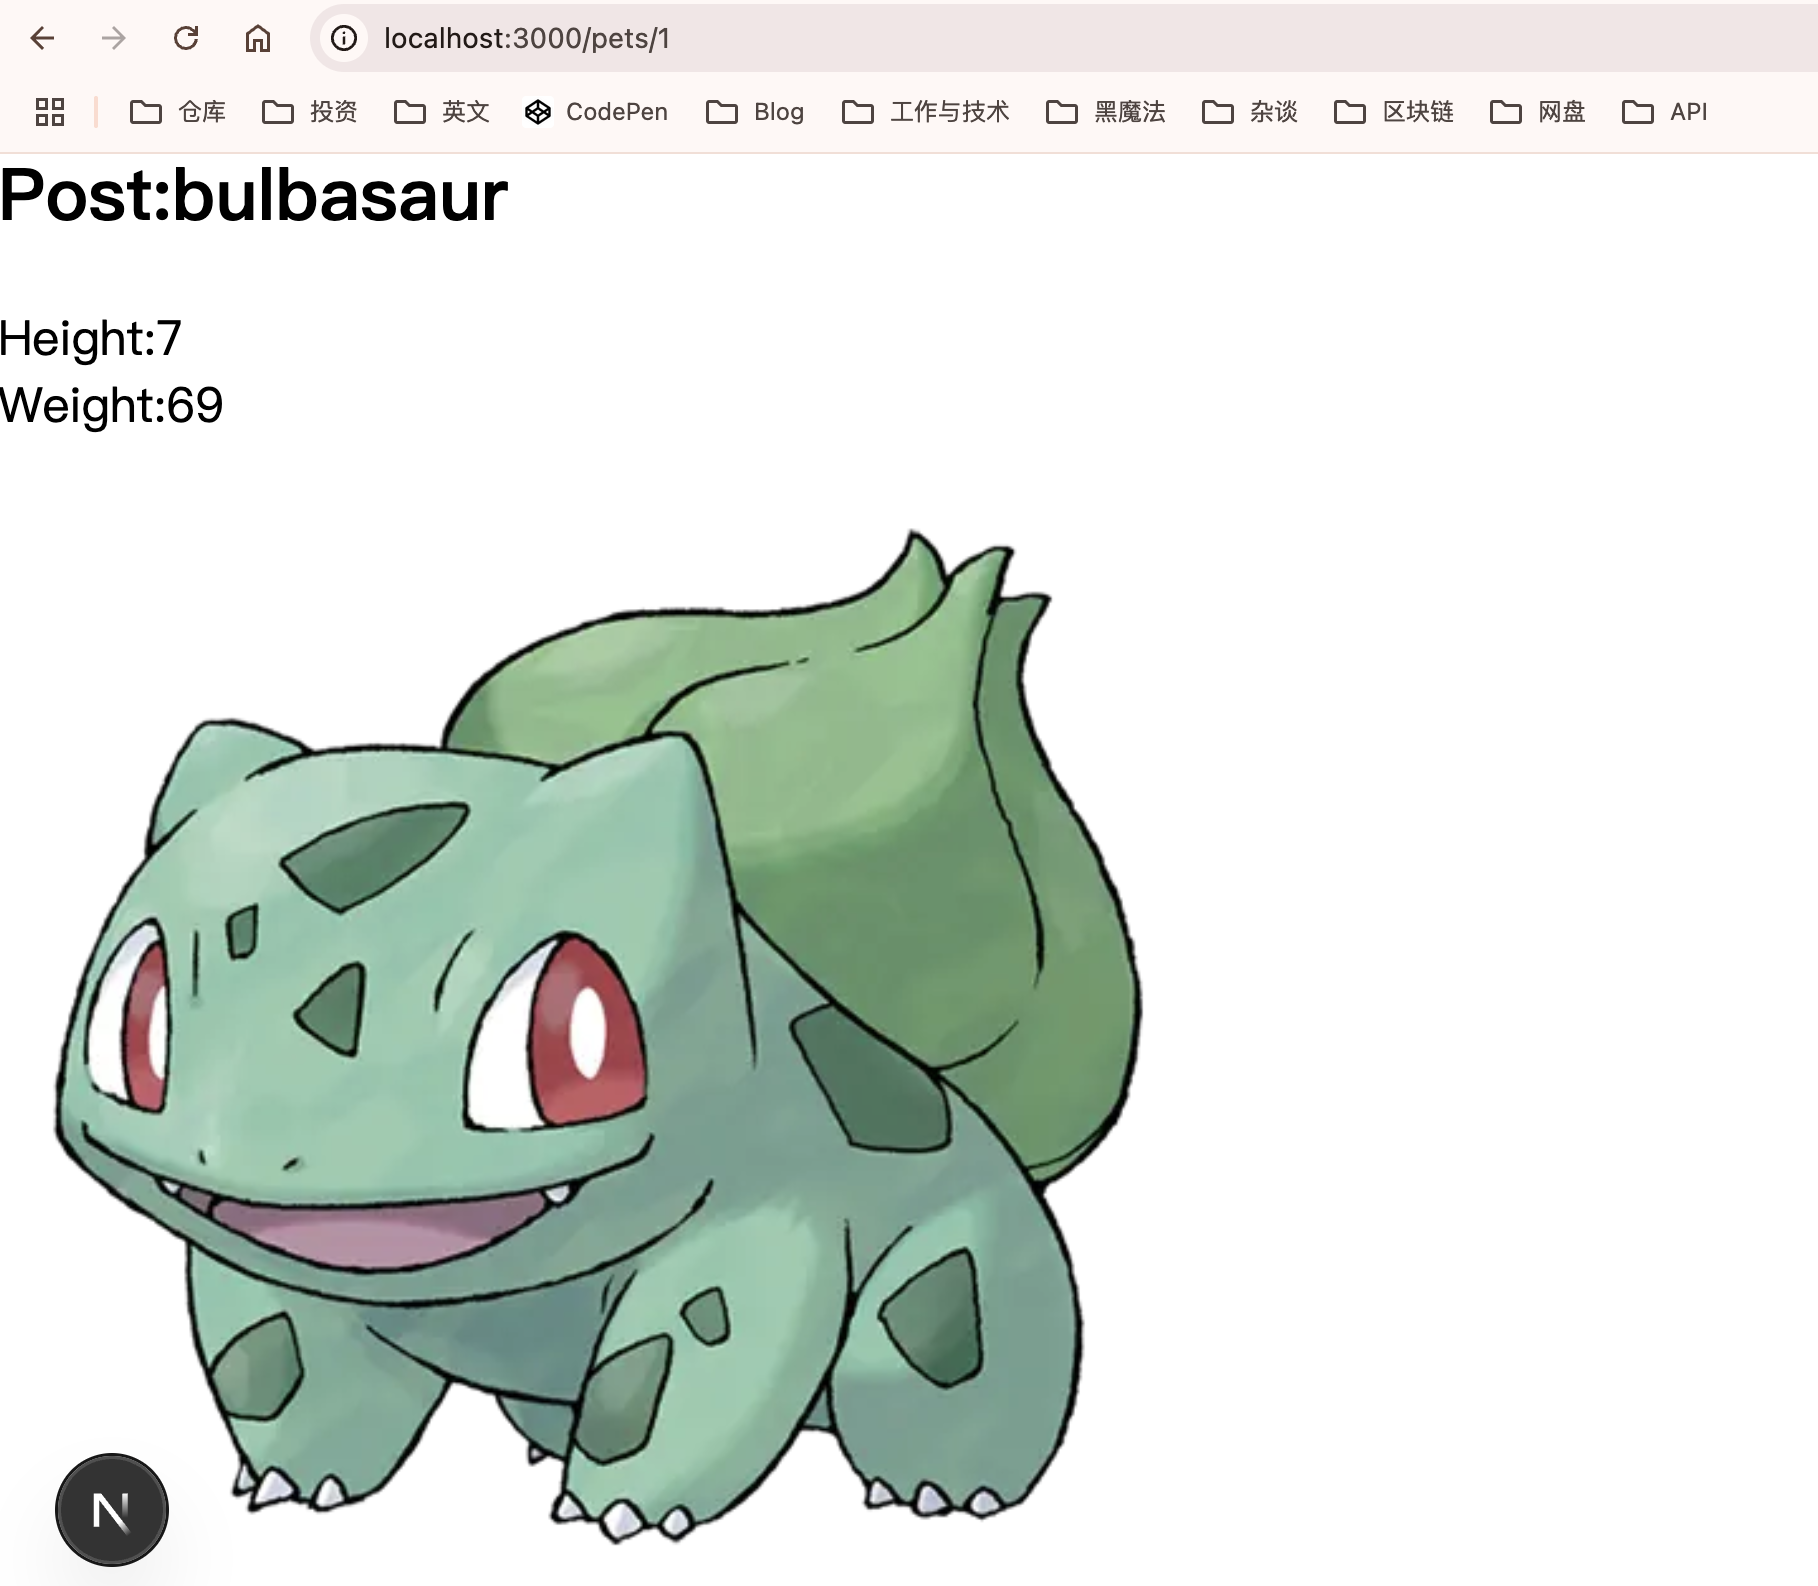 localhost:3000/pets/1
仓库 投资 英文 CodePen Blog 工作与技术 黑魔法 杂谈 区块链 网盘 API
Post:bulbasaur
Height:7
Weight:69
N